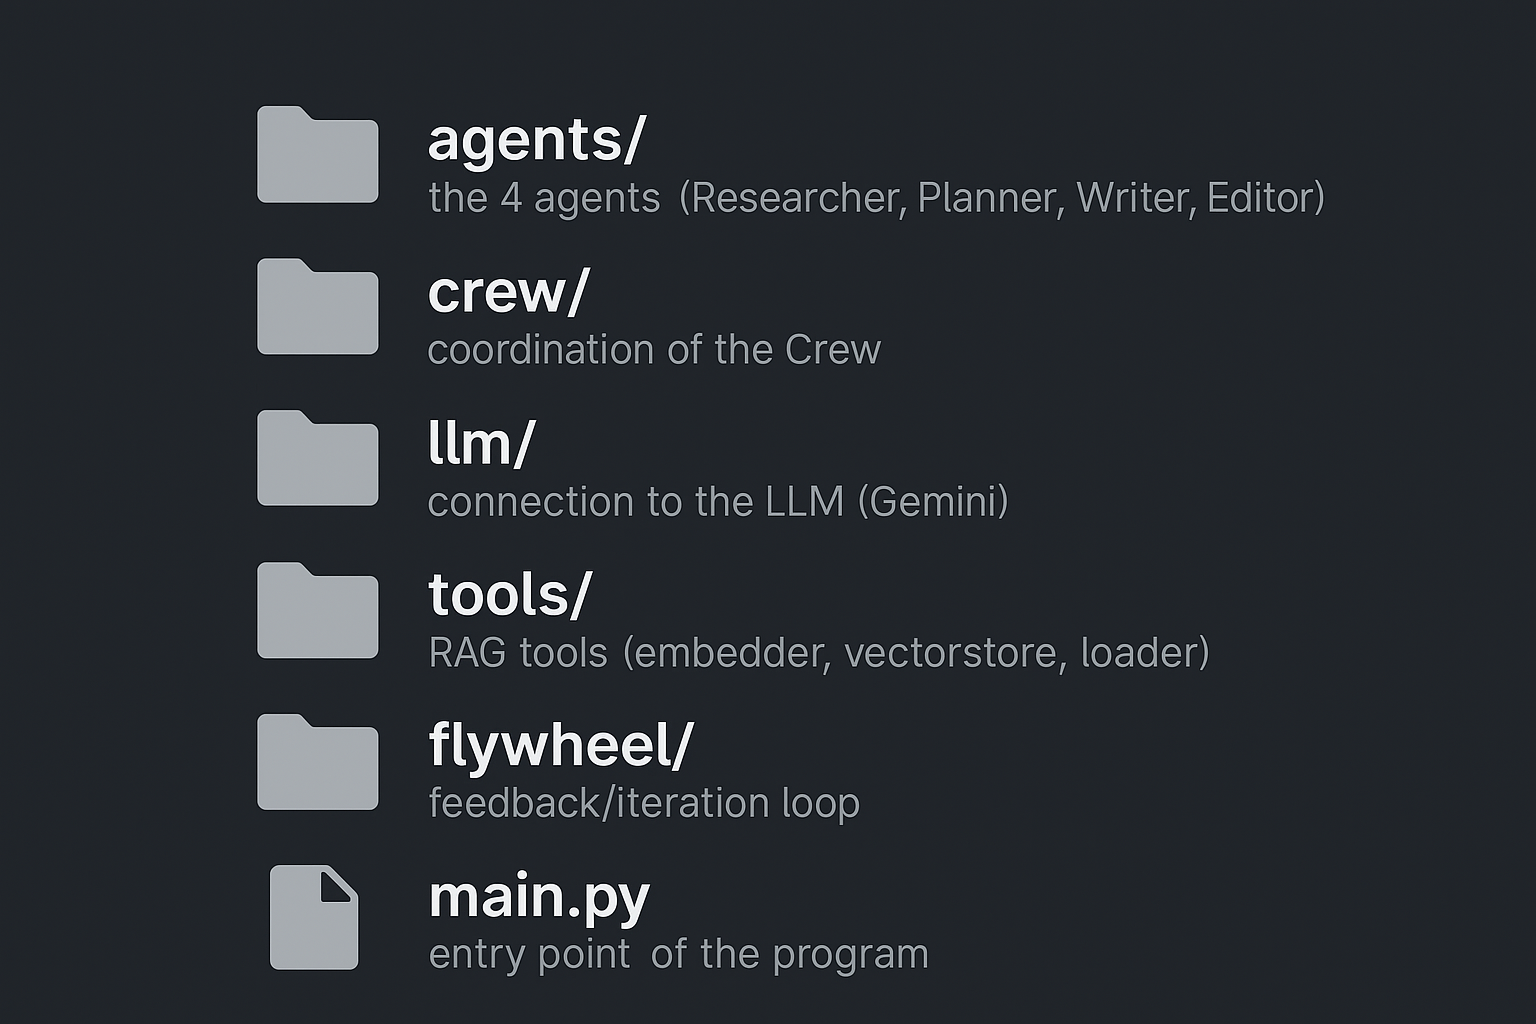 agents/
the 4 agents (Researcher, Planner, Writer, Editor)
crew/
coordination of the Crew
llm/
connection to the LLM (Gemini)
tools/
RAG tools (embedder, vectorstore, loader)
flywheel/
feedback/iteration loop
main.py
entry point of the program